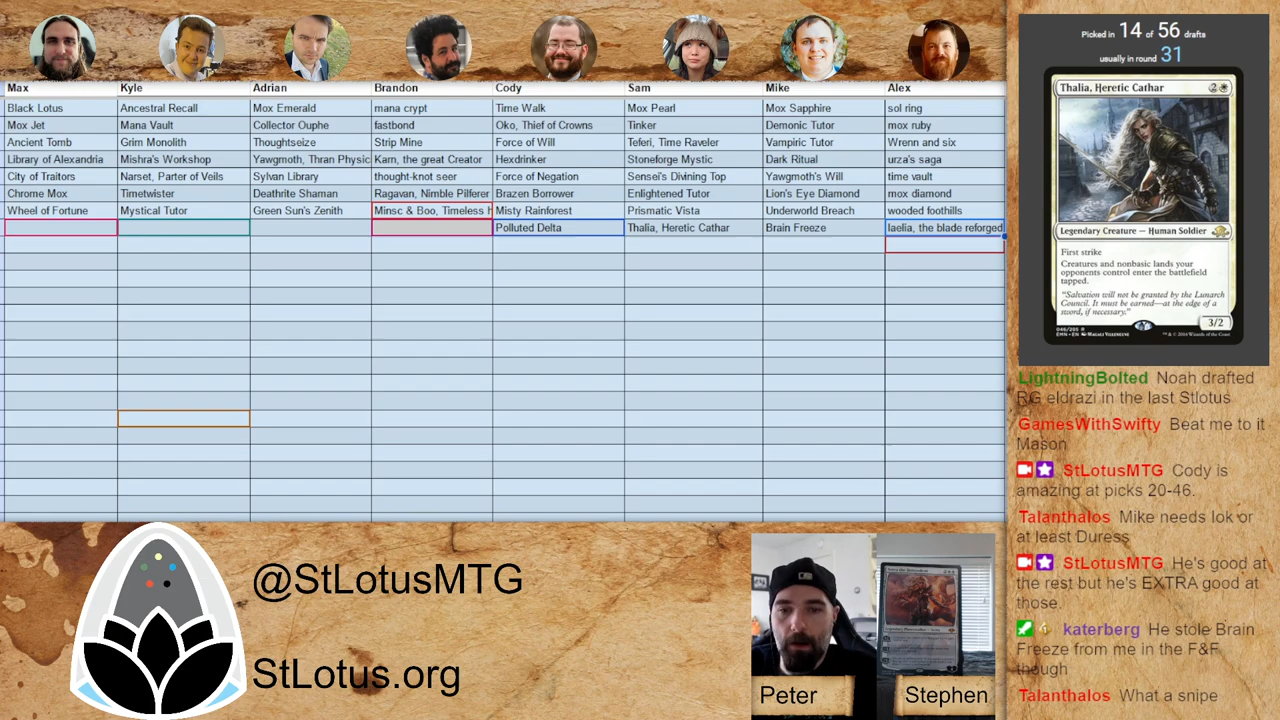 Max Kyle Adrian Brandon Cody Sam Mike Alex
Black Lotus Ancestral Recall Mox Emerald mana crypt Time Walk Mox Pearl Mox Sapphire sol ring
Mox Jet Mana Vault Collector Ouphe fastbond Oko, Thief of Crowns Tinker Demonic Tutor mox ruby
Ancient Tomb Grim Monolith Thoughtseize Strip Mine Force of Will Teferi, Time Raveler Vampiric Tutor Wrenn and six
Library of Alexandria Mishra's Workshop Yawgmoth, Thran Physic Karn, the great Creator Hexdrinker Stoneforge Mystic Dark Ritual urza's saga
City of Traitors Narset, Parter of Veils Sylvan Library thought-knot seer Force of Negation Sensei's Divining Top Yawgmoth's Will time vault
Chrome Mox Timetwister Deathrite Shaman Ragavan, Nimble Pilferer Brazen Borrower Enlightened Tutor Lion's Eye Diamond mox diamond
Wheel of Fortune Mystical Tutor Green Sun's Zenith Minsc & Boo, Timeless H Misty Rainforest Prismatic Vista Underworld Breach wooded foothills
Polluted Delta Thalia, Heretic Cathar Brain Freeze laelia, the blade reforged
Picked in 14 of 56 drafts
usually in round 31
Thalia, Heretic Cathar 2
Legendary Creature — Human Soldier
First strike
Creatures and nonbasic lands your
opponents control enter the battlefield
tapped.
"Salvation will not be granted by the Lunarch
Council. It must be earned—at the edge of a
sword, if necessary."
3/2
LightningBolted Noah drafted
RG eldrazi in the last Stlotus
GamesWithSwifty Beat me to it
Mason
StLotusMTG Cody is
amazing at picks 20-46.
Talanthalos Mike needs lok or
at least Duress
StLotusMTG He's good at
the rest but he's EXTRA good at
those.
katerberg He stole Brain
Freeze from me in the F&F
though
Talanthalos What a snipe
@StLotusMTG
StLotus.org
Peter
Stephen